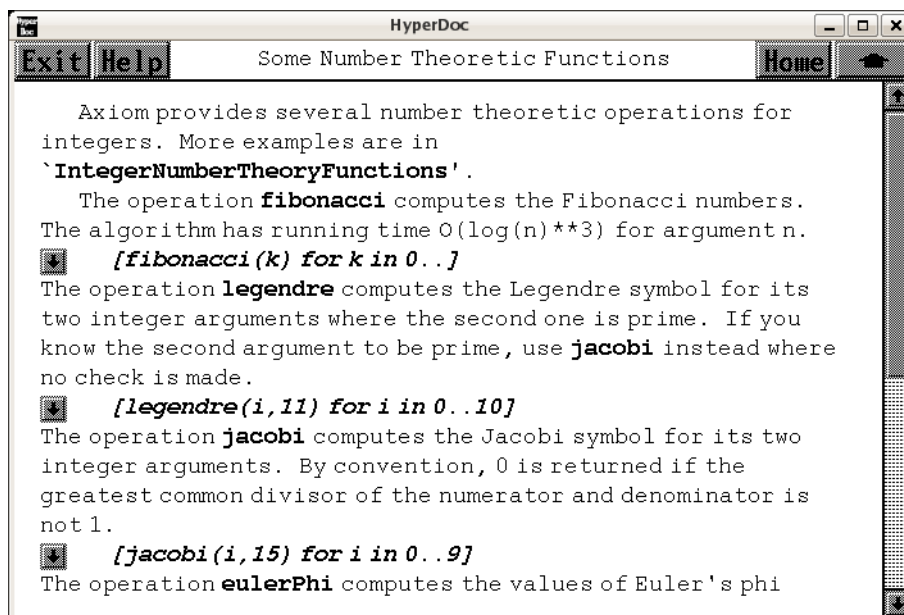 Hyper Doc
HyperDoc
Exit Help Some Number Theoretic Functions Home
Axiom provides several number theoretic operations for
integers. More examples are in
`IntegerNumberTheoryFunctions'.
The operation fibonacci computes the Fibonacci numbers.
The algorithm has running time O(log(n)**3) for argument n.
[fibonacci(k) for k in 0..]
The operation legendre computes the Legendre symbol for its
two integer arguments where the second one is prime. If you
know the second argument to be prime, use jacobi instead where
no check is made.
[legendre(i,11) for i in 0..10]
The operation jacobi computes the Jacobi symbol for its two
integer arguments. By convention, 0 is returned if the
greatest common divisor of the numerator and denominator is
not 1.
[jacobi(i,15) for i in 0..9]
The operation eulerPhi computes the values of Euler's phi